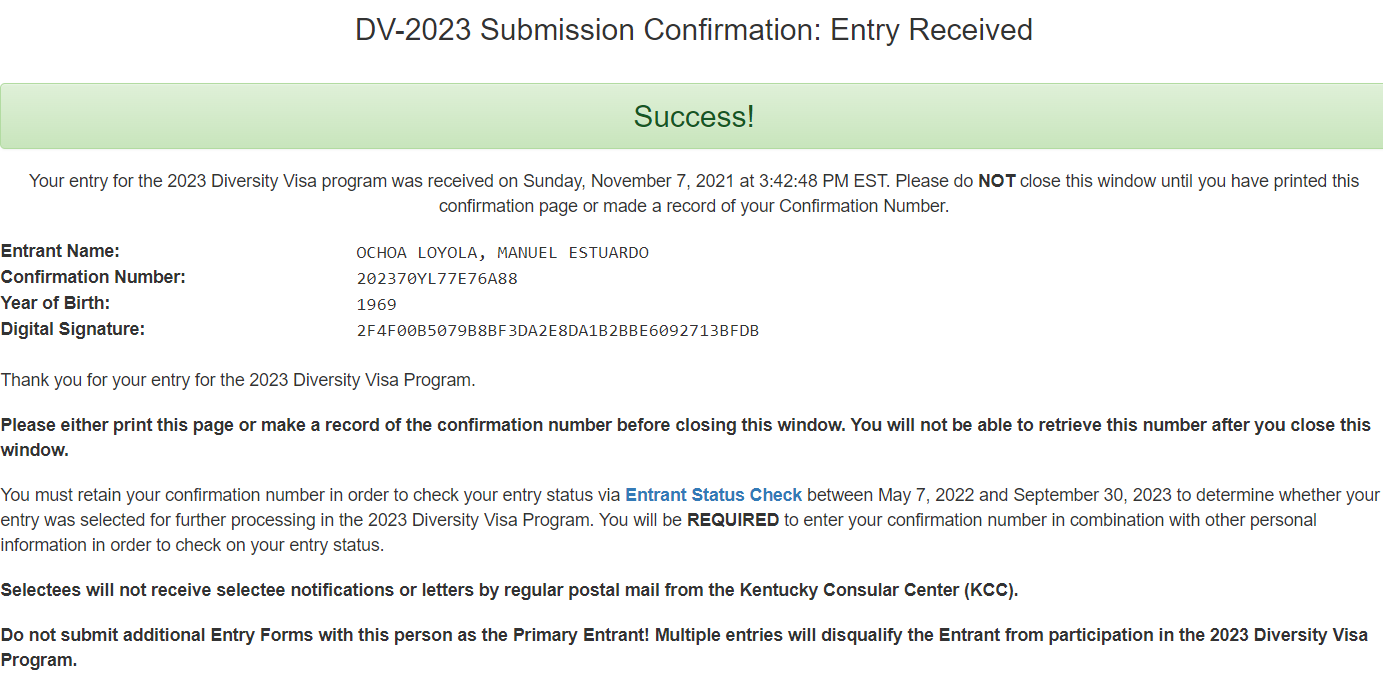 DV-2023 Submission Confirmation: Entry Received
Success!
Your entry for the 2023 Diversity Visa program was received on Sunday, November 7, 2021 at 3:42:48 PM EST. Please do NOT close this window until you have printed this
confirmation page or made a record of your Confirmation Number.
Entrant Name: OCHOA LOYOLA, MANUEL ESTUARDO
Confirmation Number: 202370YL77E76A88
Year of Birth: 1969
Digital Signature: 2F4F00B5079B8BF3DA2E8DA1B2BBE6092713BFDB
Thank you for your entry for the 2023 Diversity Visa Program.
Please either print this page or make a record of the confirmation number before closing this window. You will not be able to retrieve this number after you close this
window.
You must retain your confirmation number in order to check your entry status via Entrant Status Check between May 7, 2022 and September 30, 2023 to determine whether your
entry was selected for further processing in the 2023 Diversity Visa Program. You will be REQUIRED to enter your confirmation number in combination with other personal
information in order to check on your entry status.
Selectees will not receive selectee notifications or letters by regular postal mail from the Kentucky Consular Center (KCC).
Do not submit additional Entry Forms with this person as the Primary Entrant! Multiple entries will disqualify the Entrant from participation in the 2023 Diversity Visa
Program.